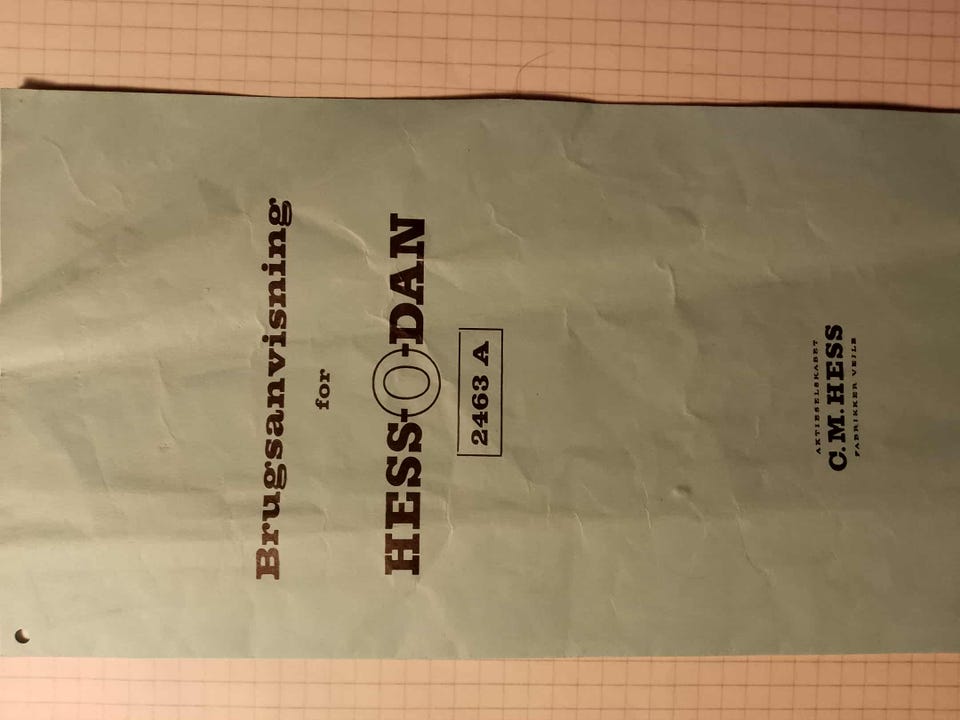 Brugsanvisning
for
HESS-O-DAN
2463 A
AKTIESELSKABET
C.M.HESS
FABRIKKER VEJLE